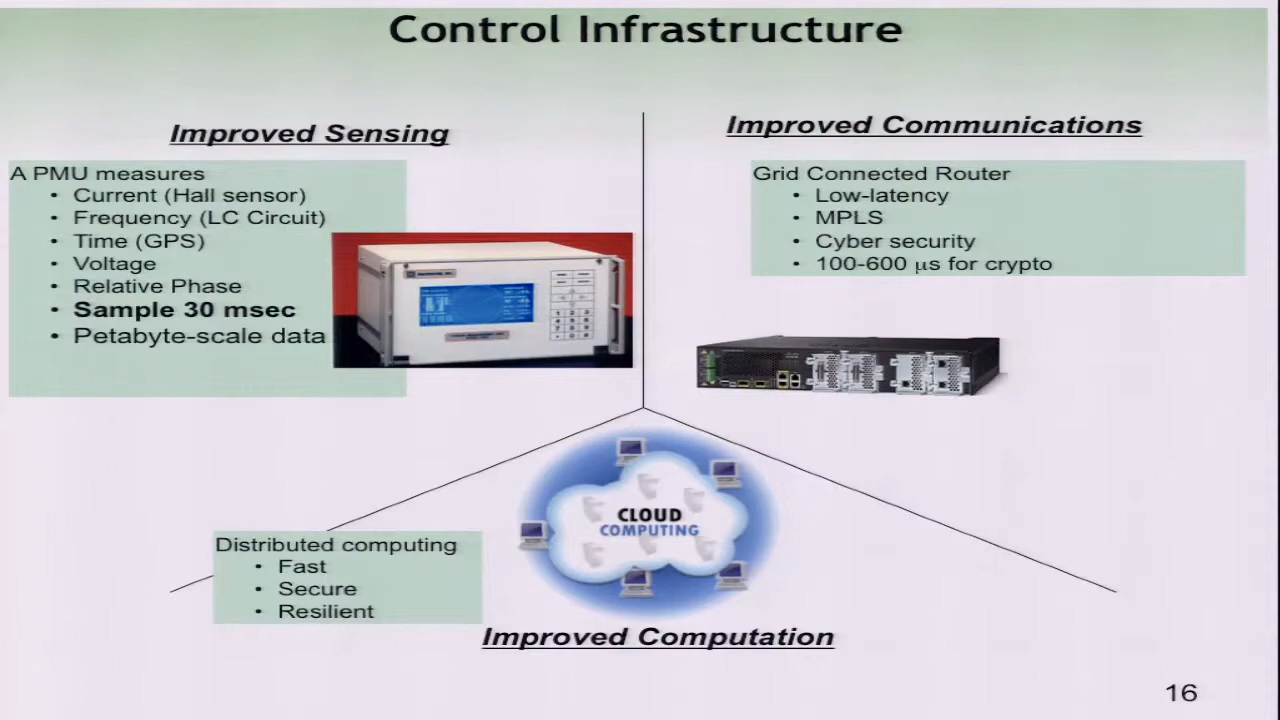 Control Infrastructure
Improved Sensing
A PMU measures
• Current (Hall sensor)
• Frequency (LC Circuit)
• Time (GPS)
• Voltage
• Relative Phase
• Sample 30 msec
• Petabyte-scale data
Improved Communications
Grid Connected Router
• Low-latency
• MPLS
• Cyber security
• 100-600 μs for crypto
CLOUD
COMPUTING
Distributed computing
• Fast
• Secure
• Resilient
Improved Computation
16